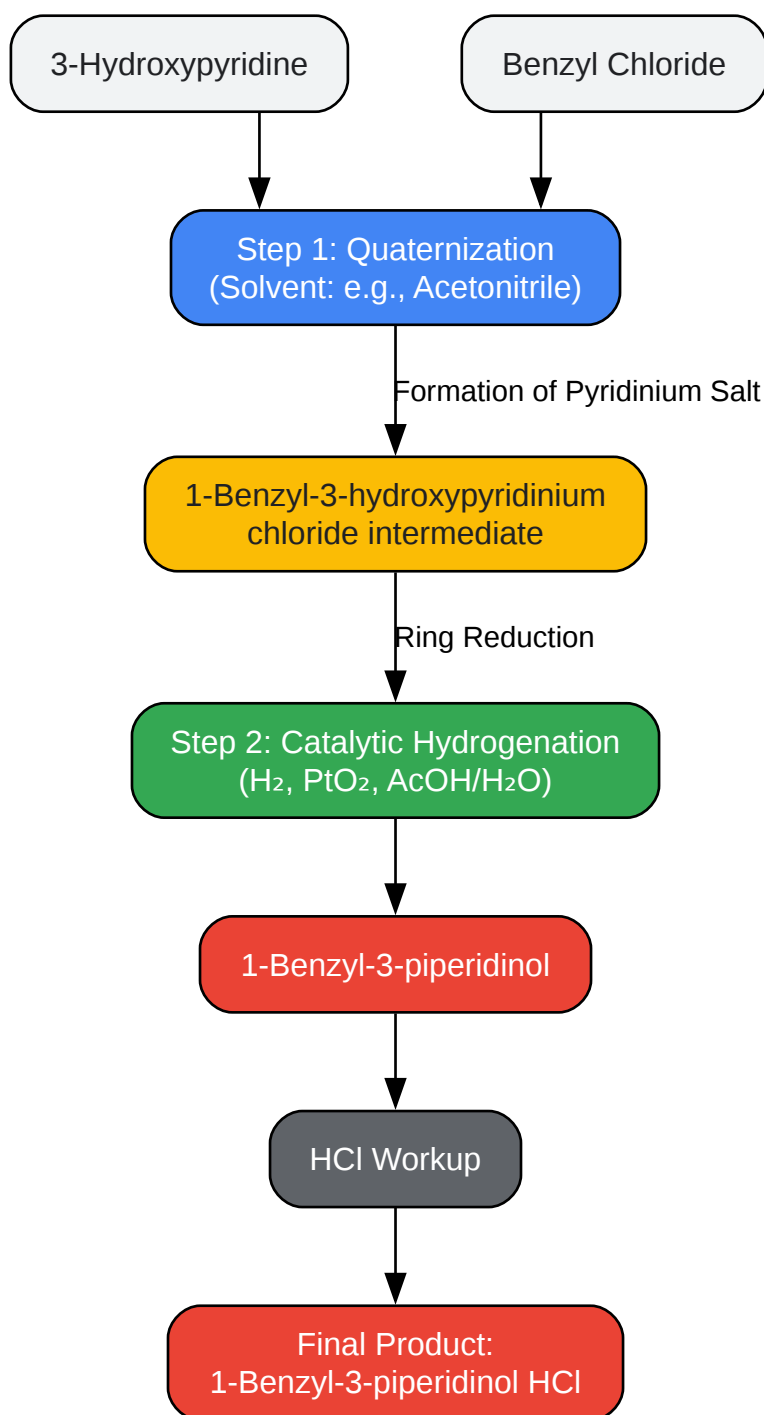 3-Hydroxypyridine
Benzyl Chloride
Step 1: Quaternization
(Solvent: e.g., Acetonitrile)
Formation of Pyridinium Salt
1-Benzyl-3-hydroxypyridinium
chloride intermediate
Ring Reduction
Step 2: Catalytic Hydrogenation
(H₂, PtO₂, AcOH/H₂O)
1-Benzyl-3-piperidinol
HCl Workup
Final Product:
1-Benzyl-3-piperidinol HCl